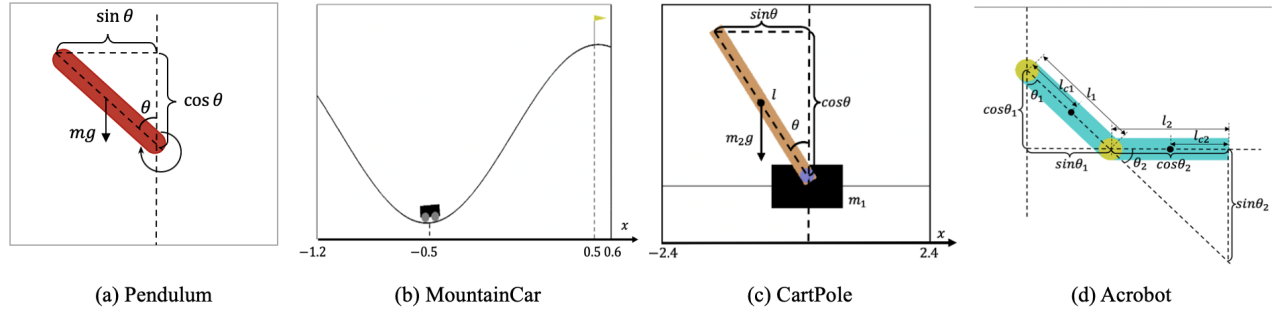 sin θ
θ
cos θ
mg
(a) Pendulum
x
−1.2
−0.5
0.5 0.6
(b) MountainCar
sinθ
l
cosθ
m₂g
θ
m₁
x
−2.4
2.4
(c) CartPole
θ₁
l_c1
l₁
cosθ₁
l₂
l_c2
sinθ₁
θ₂
cosθ₂
sinθ₂
(d) Acrobot